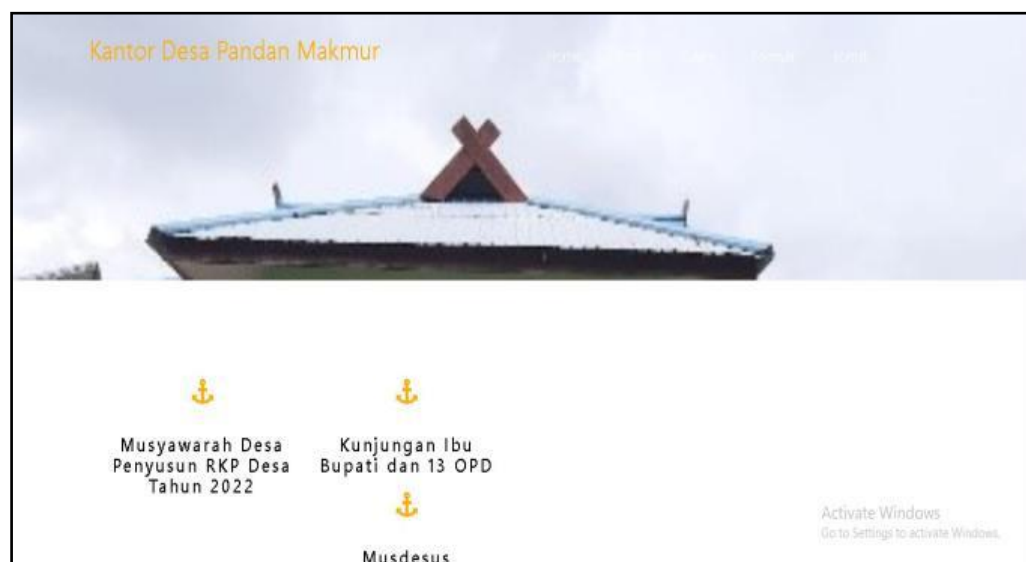 Kantor Desa Pandan Makmur
Musyawarah Desa
Penyusun RKP Desa
Tahun 2022
Kunjungan Ibu
Bupati dan 13 OPD
Musdesus
Activate Windows
Go to Settings to activate Windows.